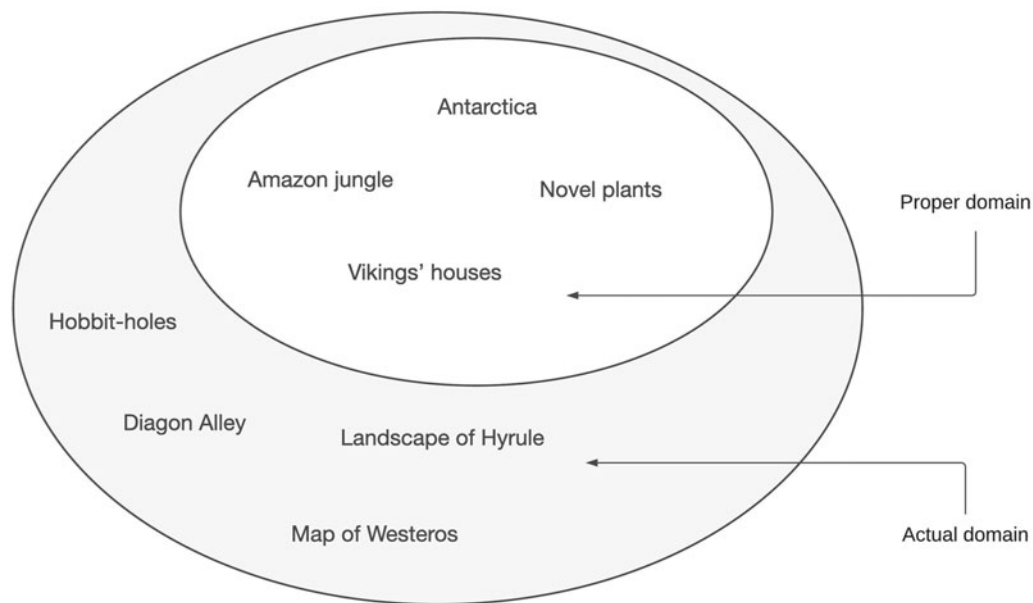 Antarctica
Amazon jungle
Novel plants
Proper domain
Vikings’ houses
Hobbit-holes
Diagon Alley
Landscape of Hyrule
Map of Westeros
Actual domain